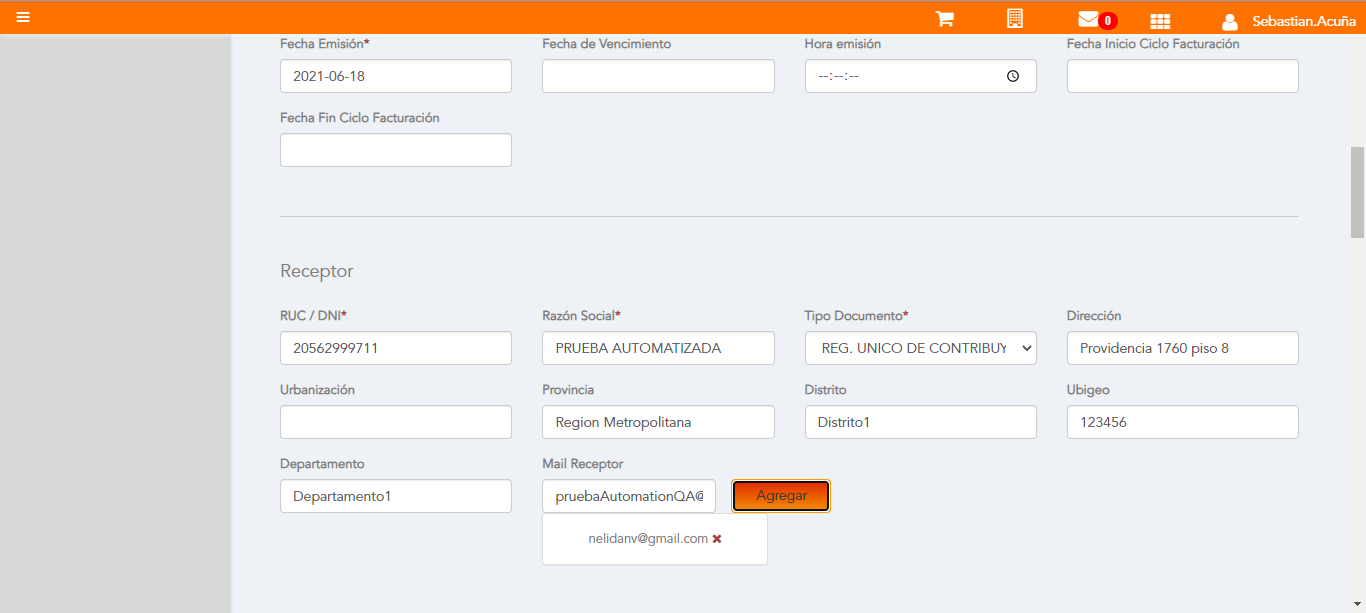 0 Sebastian.Acuña
Fecha Emisión* Fecha de Vencimiento Hora emisión Fecha Inicio Ciclo Facturación
2021-06-18 --:--:--
Fecha Fin Ciclo Facturación
Receptor
RUC / DNI* Razón Social* Tipo Documento* Dirección
20562999711 PRUEBA AUTOMATIZADA REG. UNICO DE CONTRIBUY Providencia 1760 piso 8
Urbanización Provincia Distrito Ubigeo
Region Metropolitana Distrito1 123456
Departamento Mail Receptor
Departamento1 pruebaAutomationQA@ Agregar
nelidanv@gmail.com